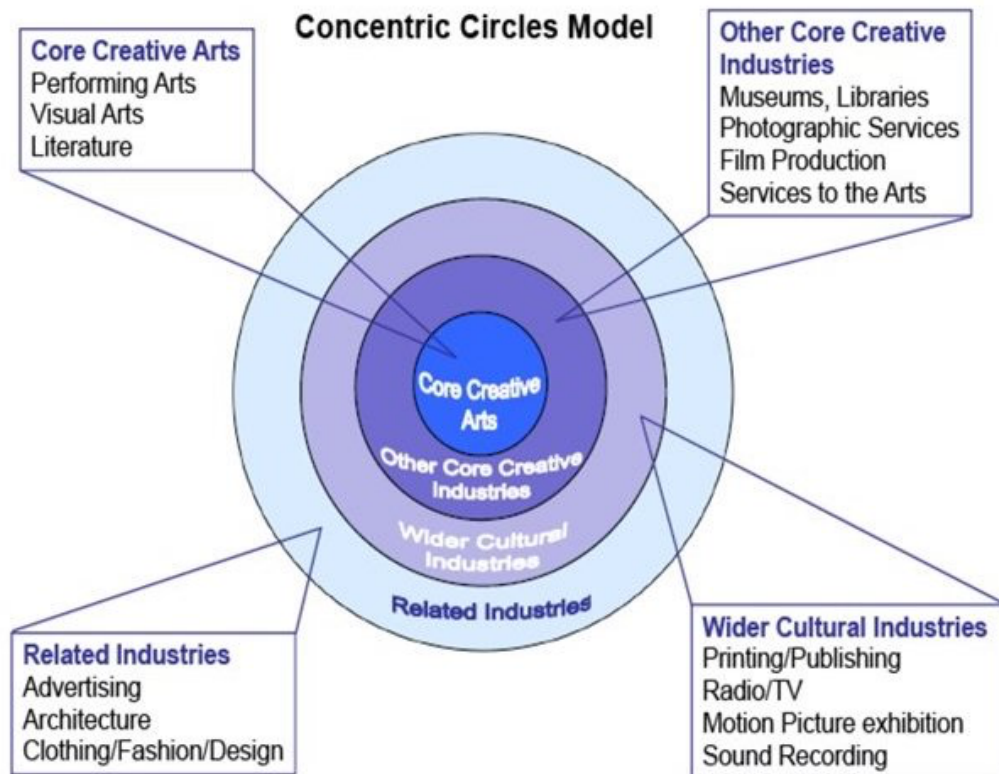 Concentric Circles Model
Core Creative Arts
Performing Arts
Visual Arts
Literature
Other Core Creative
Industries
Museums, Libraries
Photographic Services
Film Production
Services to the Arts
Core Creative
Arts
Other Core Creative
Industries
Wider Cultural
Industries
Related Industries
Related Industries
Advertising
Architecture
Clothing/Fashion/Design
Wider Cultural Industries
Printing/Publishing
Radio/TV
Motion Picture exhibition
Sound Recording